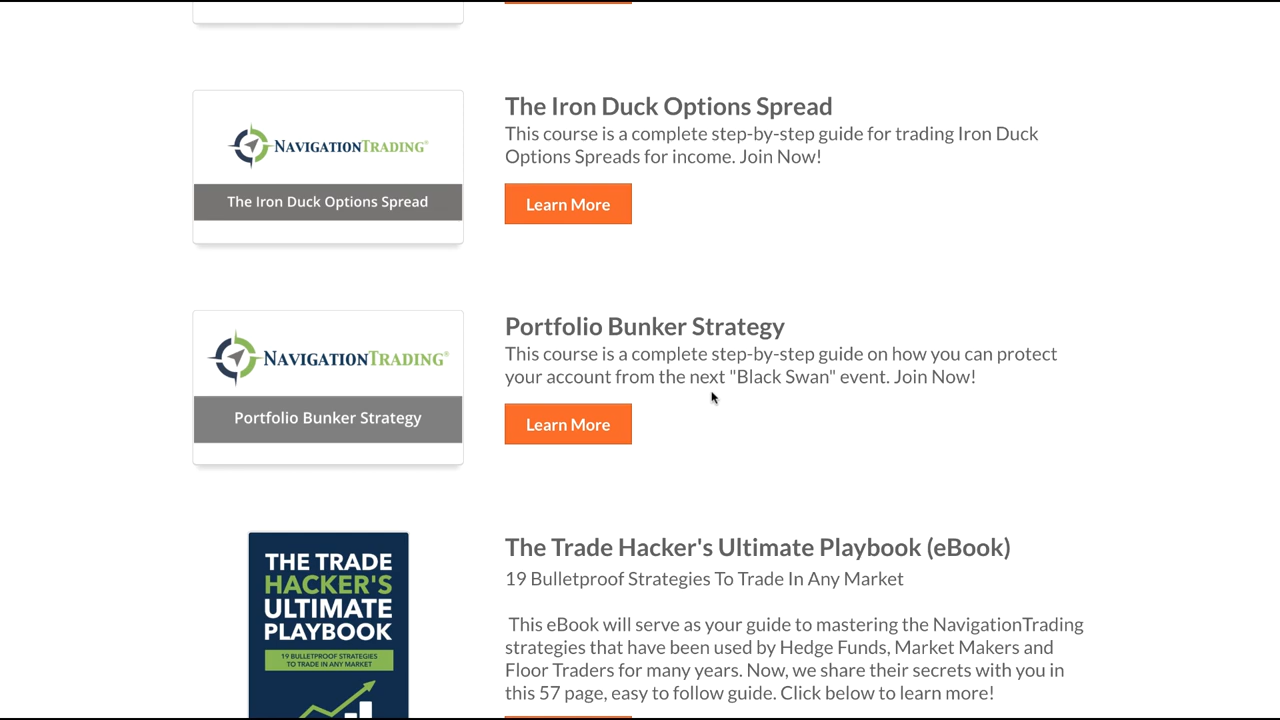 NAVIGATIONTRADING®
The Iron Duck Options Spread
The Iron Duck Options Spread
This course is a complete step-by-step guide for trading Iron Duck
Options Spreads for income. Join Now!
Learn More
NAVIGATIONTRADING®
Portfolio Bunker Strategy
Portfolio Bunker Strategy
This course is a complete step-by-step guide on how you can protect
your account from the next "Black Swan" event. Join Now!
Learn More
THE TRADE
HACKER'S
ULTIMATE
PLAYBOOK
19 BULLETPROOF STRATEGIES
TO TRADE IN ANY MARKET
The Trade Hacker's Ultimate Playbook (eBook)
19 Bulletproof Strategies To Trade In Any Market
This eBook will serve as your guide to mastering the NavigationTrading
strategies that have been used by Hedge Funds, Market Makers and
Floor Traders for many years. Now, we share their secrets with you in
this 57 page, easy to follow guide. Click below to learn more!